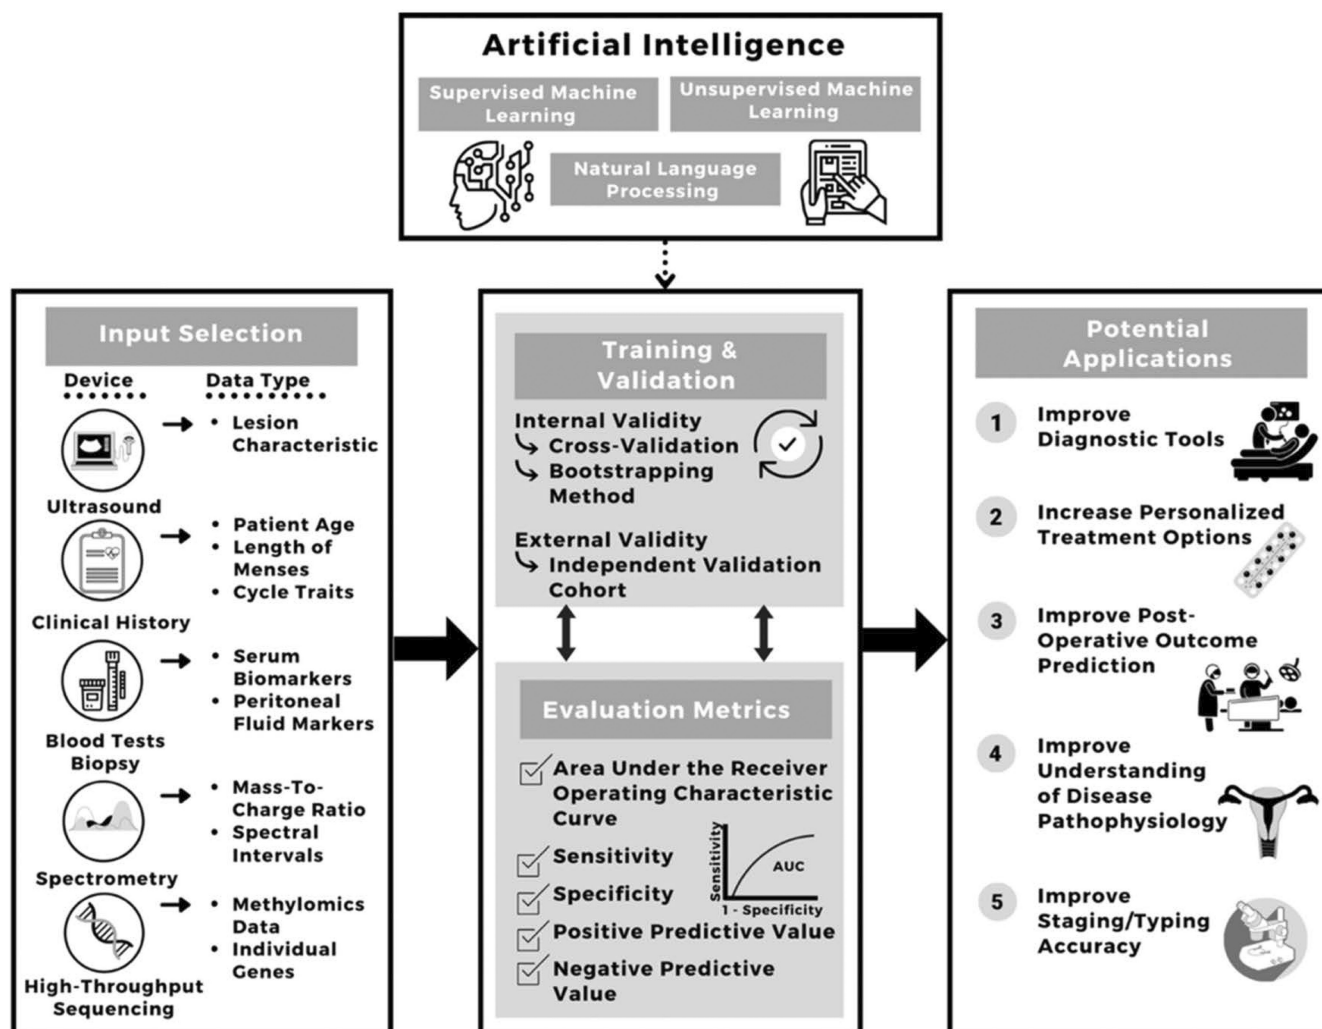 Artificial Intelligence
Supervised Machine
Learning
Unsupervised Machine
Learning
Natural Language
Processing
Input Selection
Device
Data Type
Lesion
Characteristic
Ultrasound
Patient Age
Length of
Menses
Cycle Traits
Clinical History
Serum
Biomarkers
Peritoneal
Fluid Markers
Blood Tests
Biopsy
Mass-To-
Charge Ratio
Spectral
Intervals
Spectrometry
Methylomics
Data
Individual
Genes
High-Throughput
Sequencing
Training &
Validation
Internal Validity
Cross-Validation
Bootstrapping
Method
External Validity
Independent Validation
Cohort
Evaluation Metrics
Area Under the Receiver
Operating Characteristic
Curve
Sensitivity
Specificity
Positive Predictive Value
Negative Predictive
Value
Sensitivity
AUC
1 - Specificity
Potential
Applications
1
Improve
Diagnostic Tools
2
Increase Personalized
Treatment Options
3
Improve Post-
Operative Outcome
Prediction
4
Improve
Understanding
of Disease
Pathophysiology
5
Improve
Staging/Typing
Accuracy